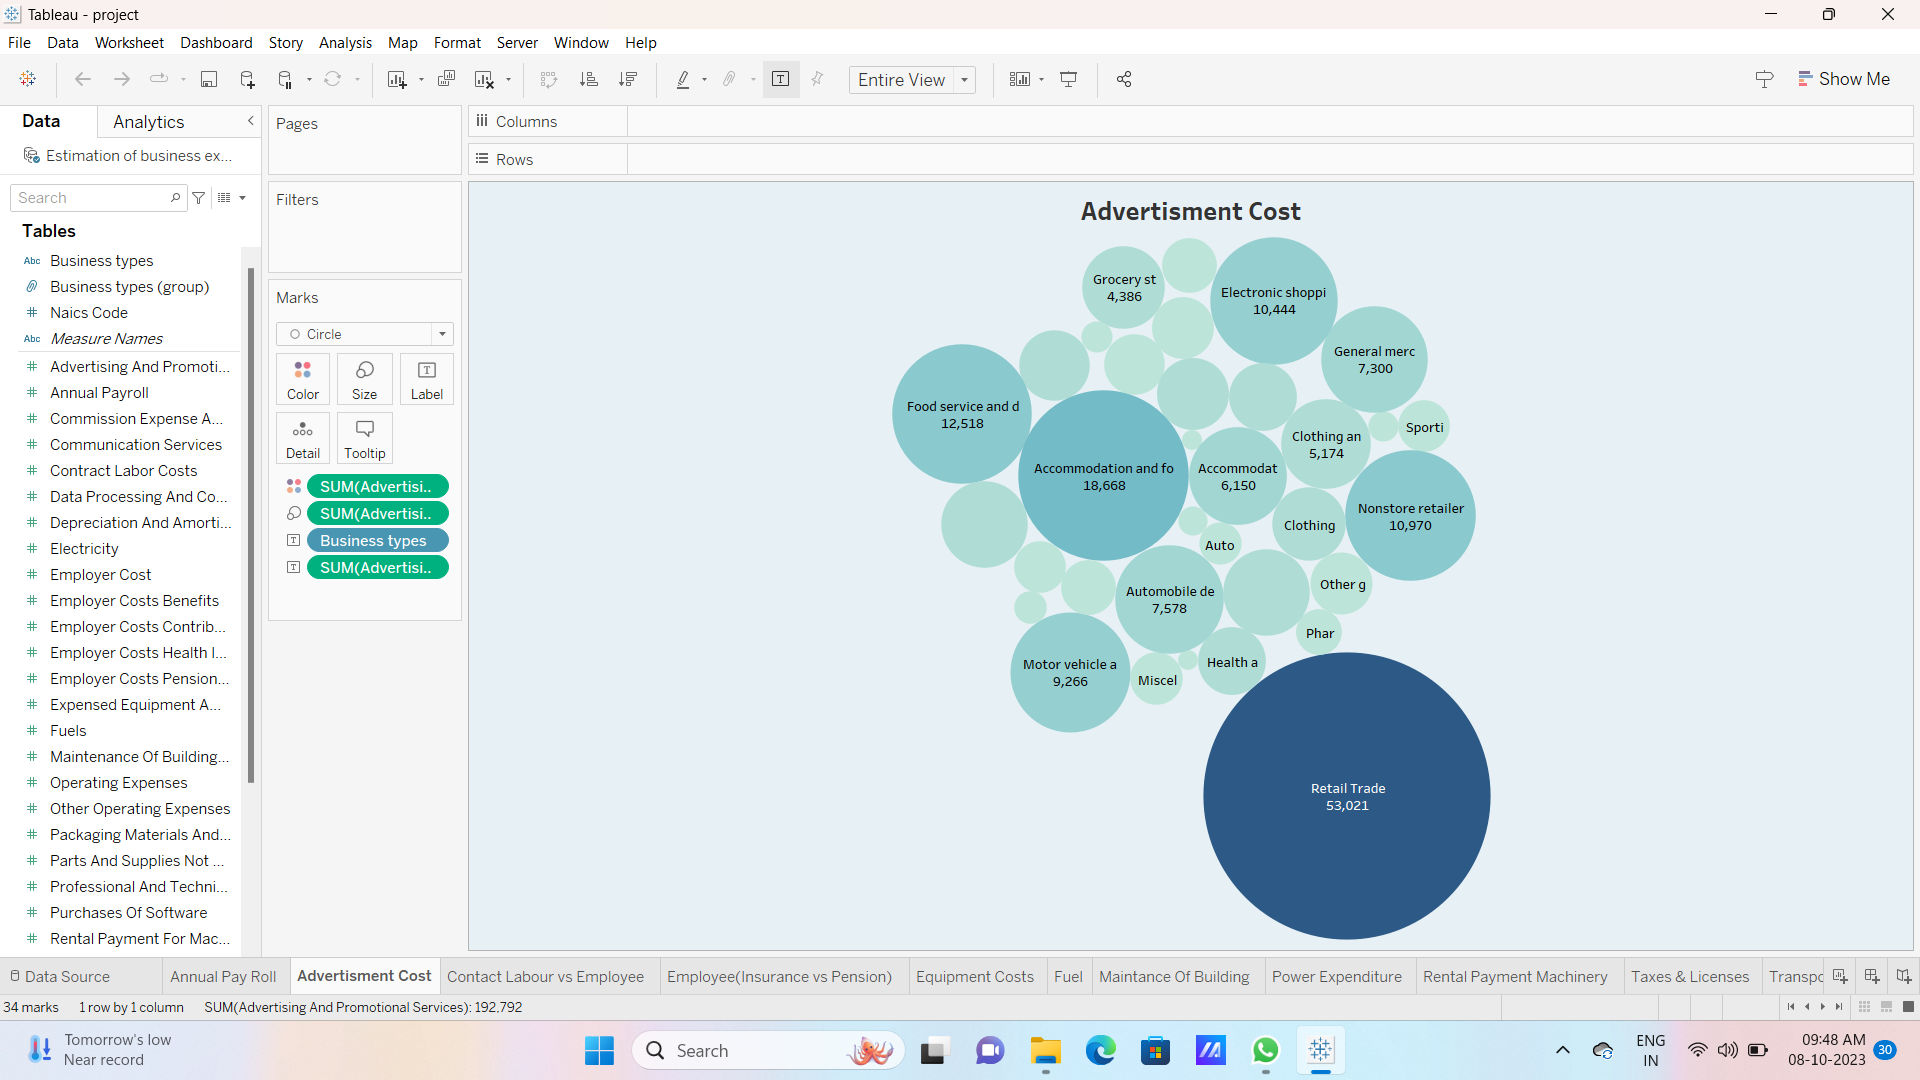 Tableau - project
File Data Worksheet Dashboard Story Analysis Map Format Server Window Help
Entire View
Show Me
Data Analytics
Estimation of business ex...
Search
Tables
Abc Business types
Business types (group)
# Naics Code
Abc Measure Names
# Advertising And Promoti...
# Annual Payroll
# Commission Expense A...
# Communication Services
# Contract Labor Costs
# Data Processing And Co...
# Depreciation And Amorti...
# Electricity
# Employer Cost
# Employer Costs Benefits
# Employer Costs Contrib...
# Employer Costs Health I...
# Employer Costs Pension...
# Expensed Equipment A...
# Fuels
# Maintenance Of Building...
# Operating Expenses
# Other Operating Expenses
# Packaging Materials And...
# Parts And Supplies Not ...
# Professional And Techni...
# Purchases Of Software
# Rental Payment For Mac...
Pages
Filters
Marks
Circle
Color Size Label
Detail Tooltip
SUM(Advertisi..
SUM(Advertisi..
Business types
SUM(Advertisi..
Columns
Rows
Advertisment Cost
Grocery st
4,386
Electronic shoppi
10,444
General merc
7,300
Food service and d
12,518
Sporti
Clothing an
5,174
Accommodation and fo
18,668
Accommodat
6,150
Nonstore retailer
10,970
Clothing
Auto
Other g
Automobile de
7,578
Phar
Motor vehicle a
9,266
Health a
Miscel
Retail Trade
53,021
Data Source Annual Pay Roll Advertisment Cost Contact Labour vs Employee Employee(Insurance vs Pension) Equipment Costs Fuel Maintance Of Building Power Expenditure Rental Payment Machinery Taxes & Licenses Transpo
34 marks 1 row by 1 column SUM(Advertising And Promotional Services): 192,792
Tomorrow's low
Near record
Search
ENG
IN
09:48 AM
08-10-2023
30